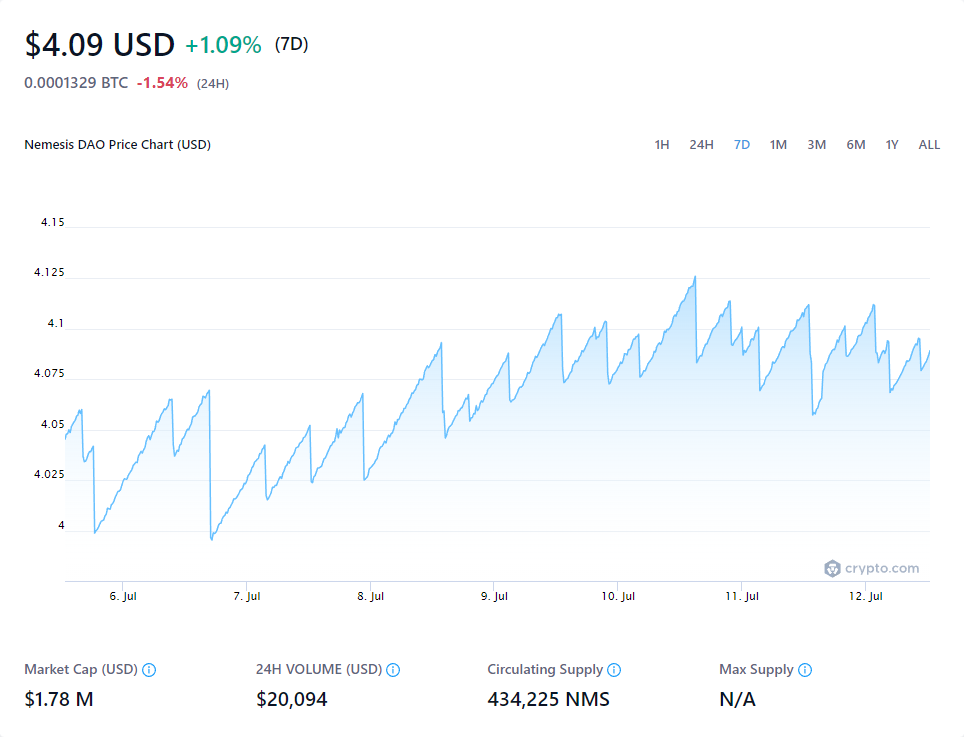 $4.09 USD +1.09% (7D)
0.0001329 BTC -1.54% (24H)
Nemesis DAO Price Chart (USD) 1H 24H 7D 1M 3M 6M 1Y ALL
4.15
4.125
4.1
4.075
4.05
4.025
4
crypto.com
6. Jul 7. Jul 8. Jul 9. Jul 10. Jul 11. Jul 12. Jul
Market Cap (USD) 24H VOLUME (USD) Circulating Supply Max Supply
$1.78 M $20,094 434,225 NMS N/A